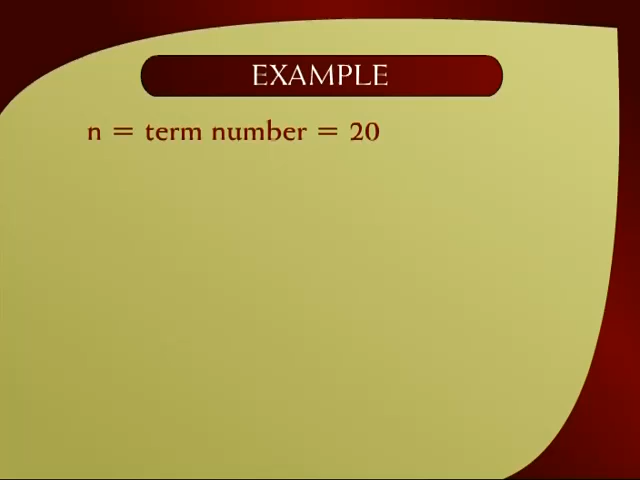 EXAMPLE
n = term number = 20